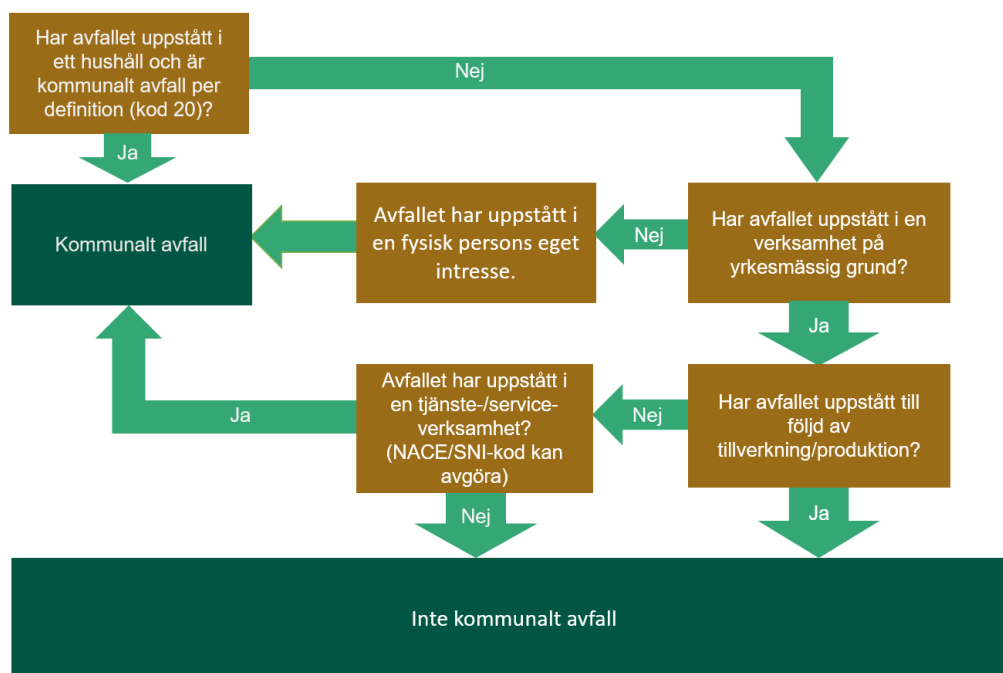 Har avfallet uppstått i
ett hushåll och är
kommunalt avfall per
definition (kod 20)?
Nej
Ja
Kommunalt avfall
Avfallet har uppstått i
en fysisk persons eget
intresse.
Nej
Har avfallet uppstått i en
verksamhet på
yrkesmässig grund?
Ja
Ja
Avfallet har uppstått i
en tjänste-/service-
verksamhet?
(NACE/SNI-kod kan
avgöra)
Nej
Har avfallet uppstått till
följd av
tillverkning/produktion?
Nej
Ja
Inte kommunalt avfall